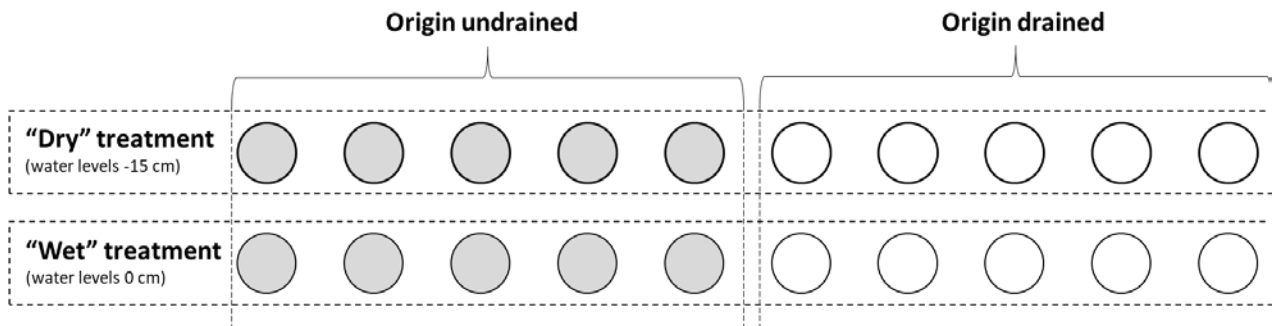 Origin undrained
Origin drained
“Dry” treatment
(water levels -15 cm)
“Wet” treatment
(water levels 0 cm)